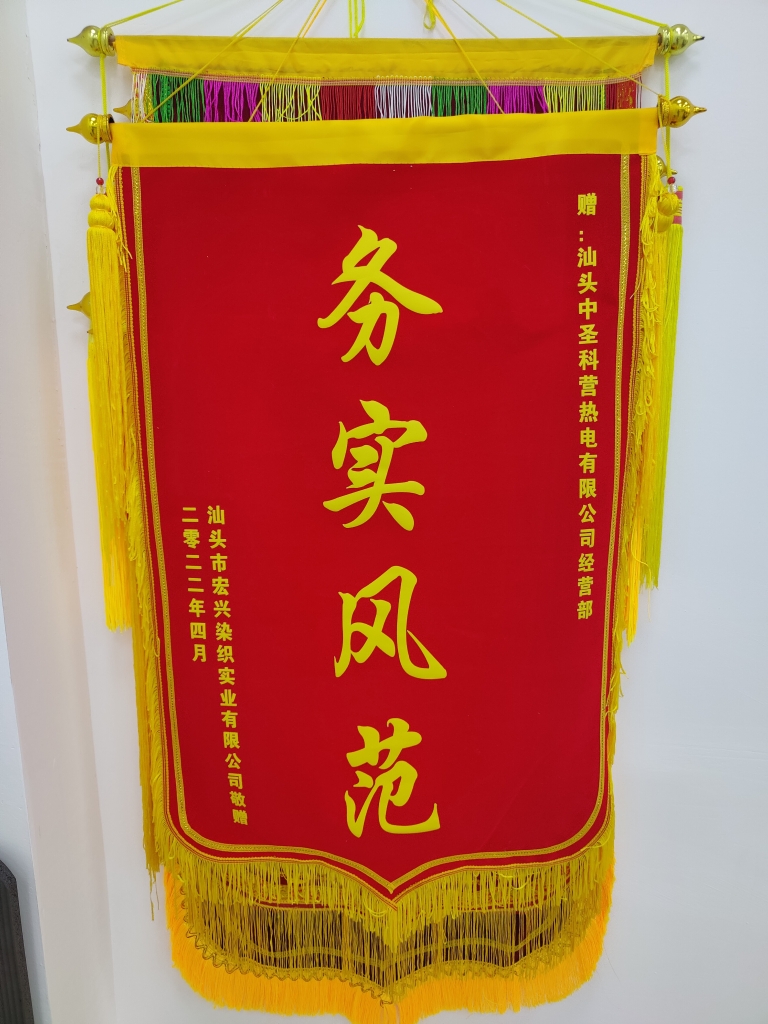 赠:汕头中圣科营热电有限公司经营部
务实风范
汕头市宏兴染织实业有限公司敬赠
二零二二年四月